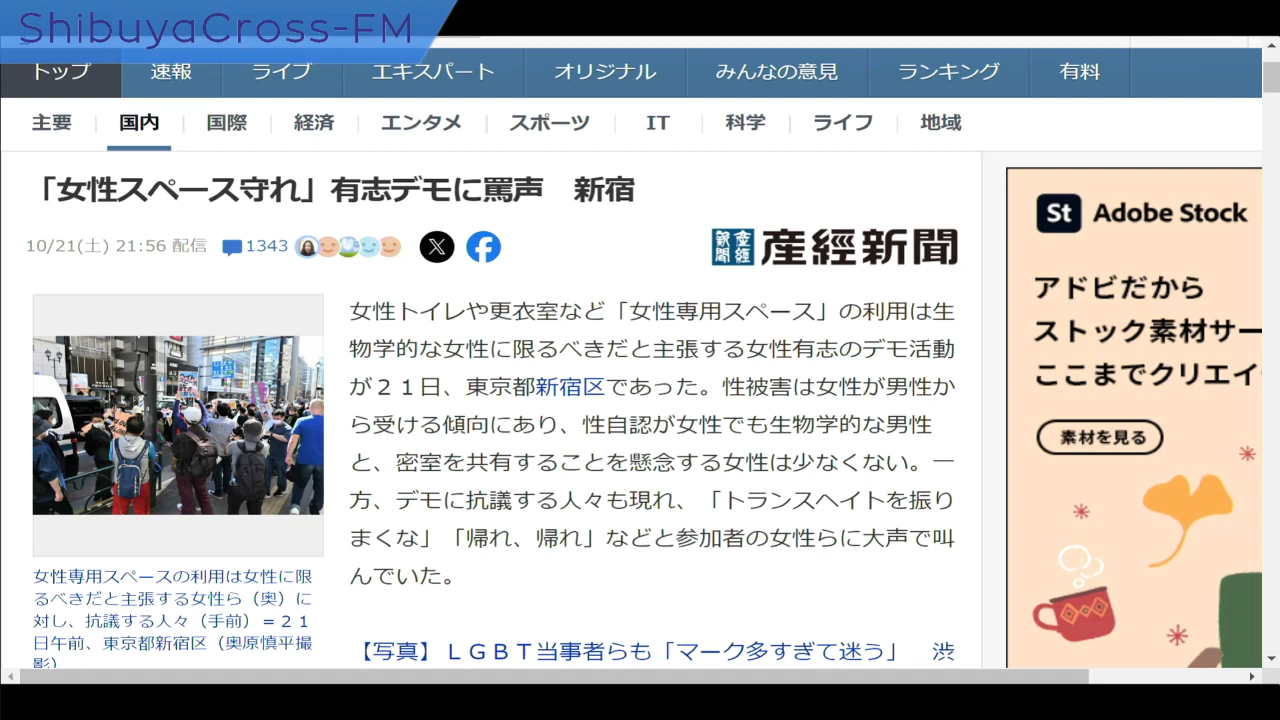 ShibuyaCross-FM
トップ 速報 ライブ エキスパート オリジナル みんなの意見 ランキング 有料
主要 国内 国際 経済 エンタメ スポーツ IT 科学 ライフ 地域
「女性スペース守れ」有志デモに罵声　新宿
10/21(土) 21:56 配信 1343
産経新聞 産經新聞
女性トイレや更衣室など「女性専用スペース」の利用は生
物学的な女性に限るべきだと主張する女性有志のデモ活動
が２１日、東京都新宿区であった。性被害は女性が男性か
ら受ける傾向にあり、性自認が女性でも生物学的な男性
と、密室を共有することを懸念する女性は少なくない。一
方、デモに抗議する人々も現れ、「トランスヘイトを振り
まくな」「帰れ、帰れ」などと参加者の女性らに大声で叫
んでいた。
【写真】ＬＧＢＴ当事者らも「マーク多すぎて迷う」　渋
女性専用スペースの利用は女性に限
るべきだと主張する女性ら（奥）に
対し、抗議する人々（手前）＝２１
日午前、東京都新宿区（奥原慎平撮
影）
St Adobe Stock
アドビだから
ストック素材サー
ここまでクリエイ
素材を見る